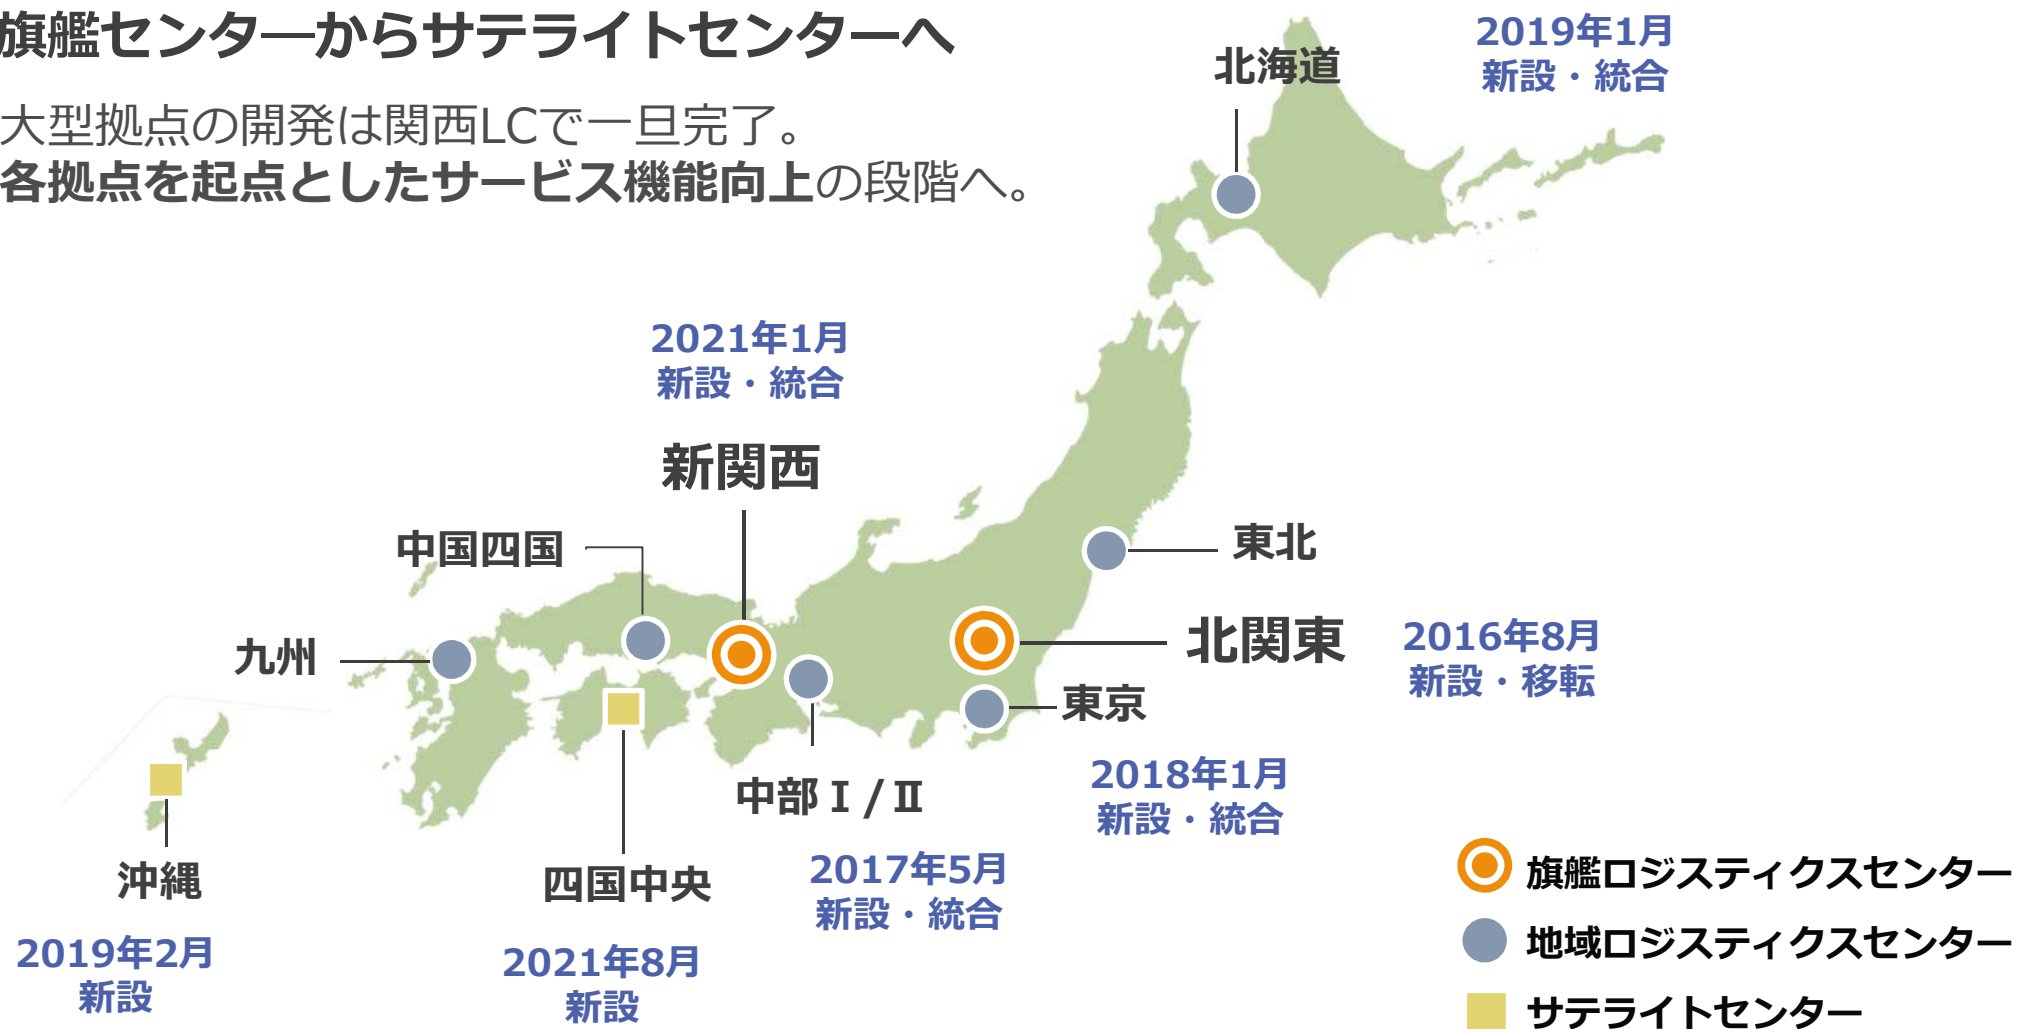 旗艦センタ―からサテライトセンターへ
大型拠点の開発は関西LCで一旦完了。
各拠点を起点としたサービス機能向上の段階へ。
北海道
2019年1月
新設・統合
2021年1月
新設・統合
新関西
中国四国
東北
九州
北関東
2016年8月
新設・移転
東京
中部Ⅰ/Ⅱ
2018年1月
新設・統合
沖縄
四国中央
2017年5月
新設・統合
2019年2月
新設
2021年8月
新設
旗艦ロジスティクスセンター
地域ロジスティクスセンター
サテライトセンター